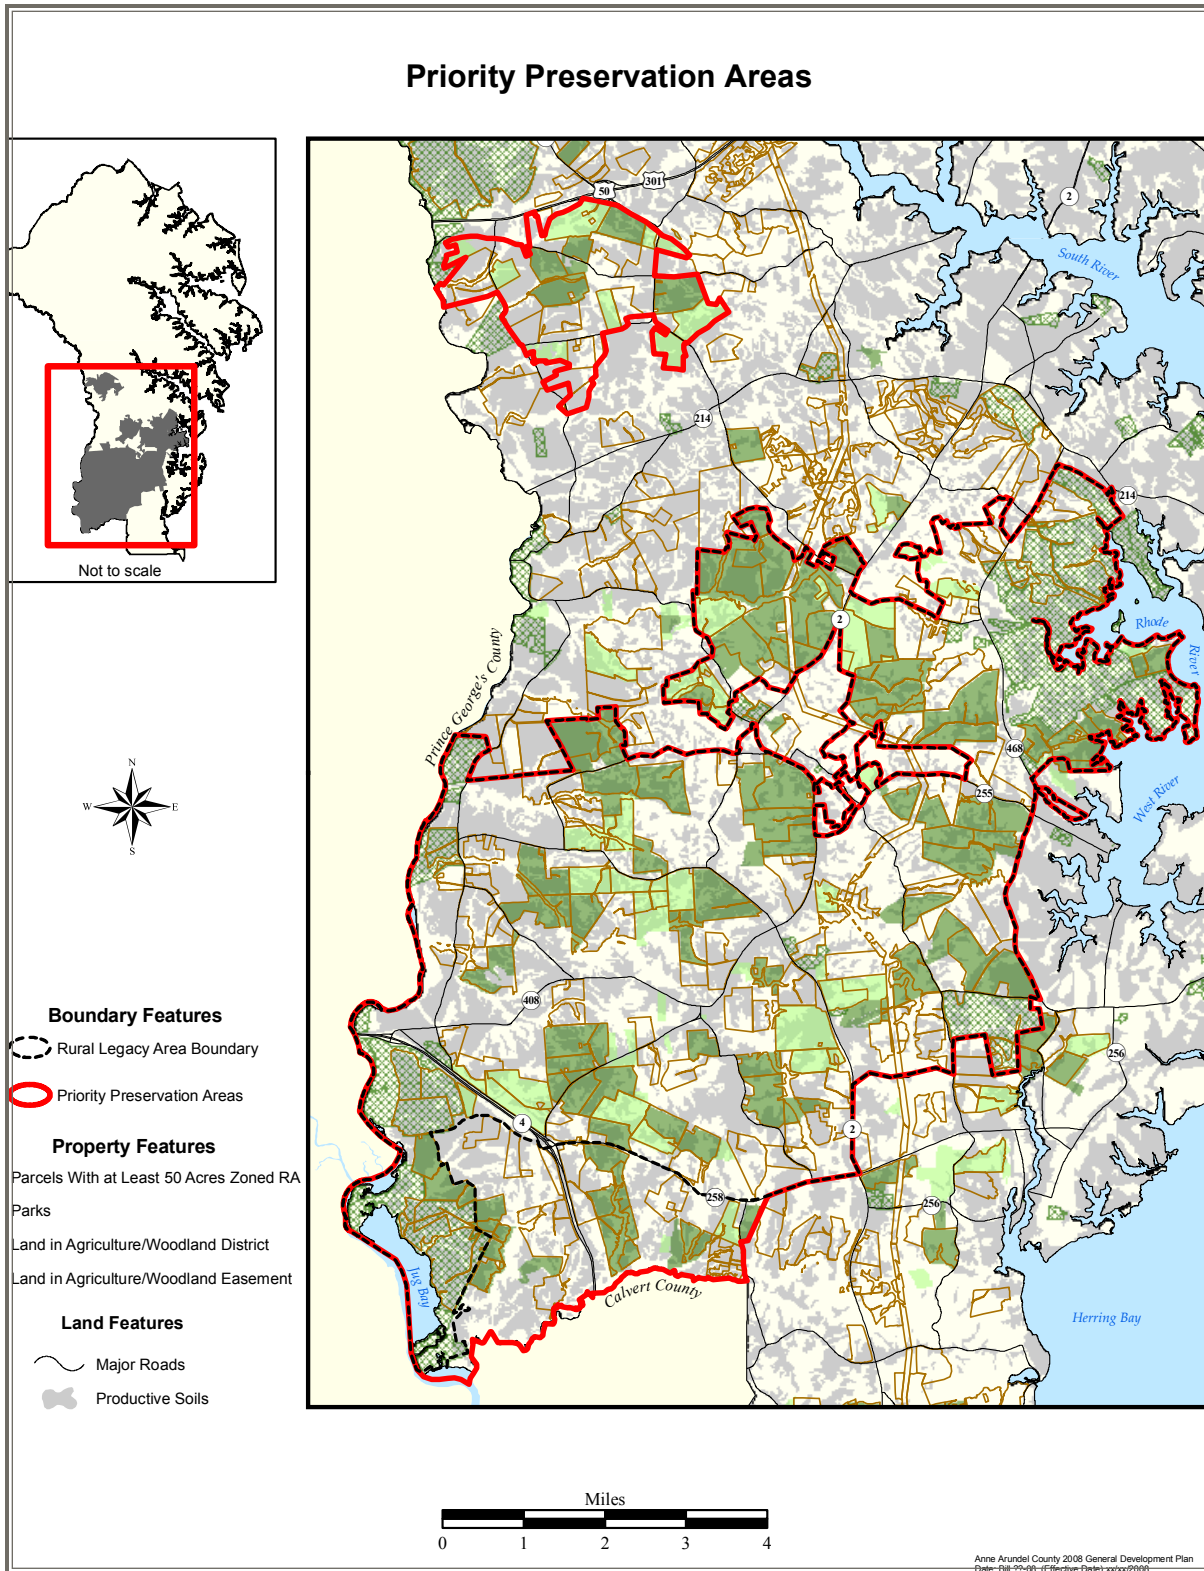 Priority Preservation Areas
Not to scale
50
301
2
South River
214
214
Rhode
River
2
Prince George's County
468
255
West River
N
W
E
S
408
256
4
2
258
256
Jug Bay
Calvert County
Herring Bay
Boundary Features
Rural Legacy Area Boundary
Priority Preservation Areas
Property Features
Parcels With at Least 50 Acres Zoned RA
Parks
Land in Agriculture/Woodland District
Land in Agriculture/Woodland Easement
Land Features
Major Roads
Productive Soils
Miles
0 1 2 3 4
Anne Arundel County 2008 General Development Plan